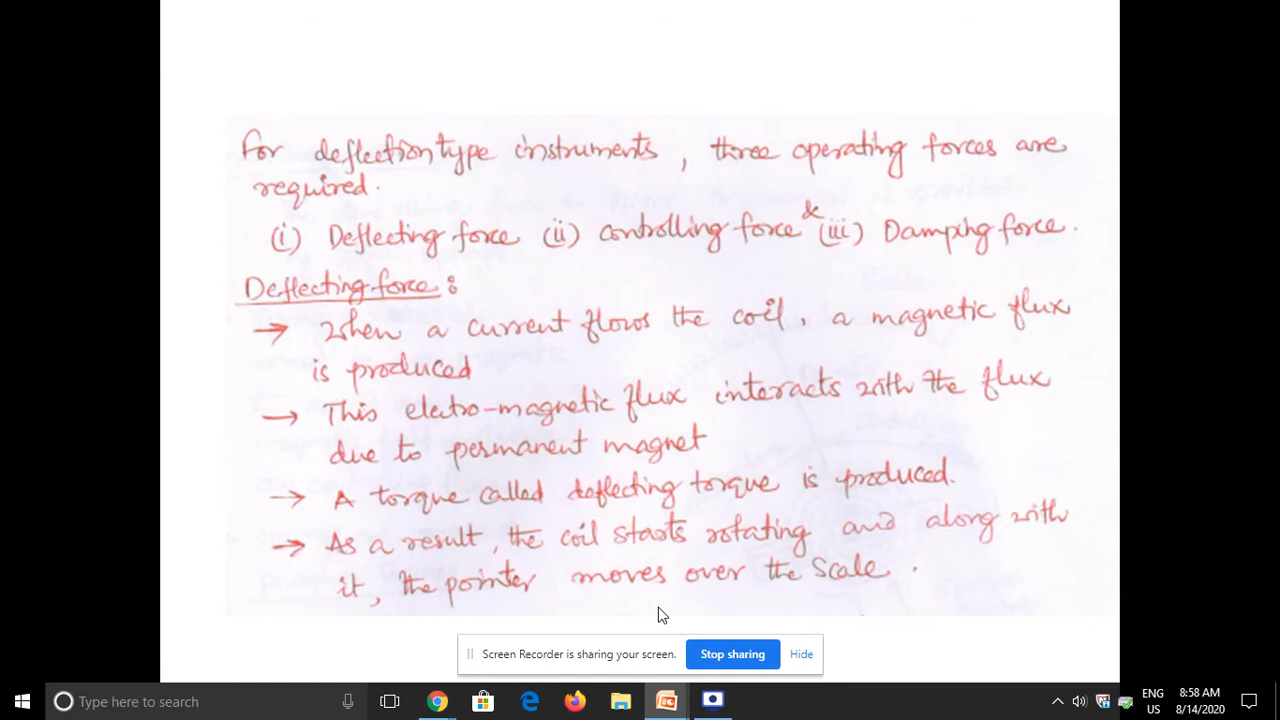 For deflection type instruments, three operating forces are
required.
(i) Deflecting force (ii) controlling force & (iii) Damping force.
Deflecting force :
→ When a current flows the coil, a magnetic flux
is produced
→ This electro-magnetic flux interacts with the flux
due to permanent magnet
→ A torque called deflecting torque is produced.
→ As a result, the coil starts rotating and along with
it, the pointer moves over the scale.
Screen Recorder is sharing your screen. Stop sharing Hide
Type here to search
ENG 8:58 AM
US 8/14/2020